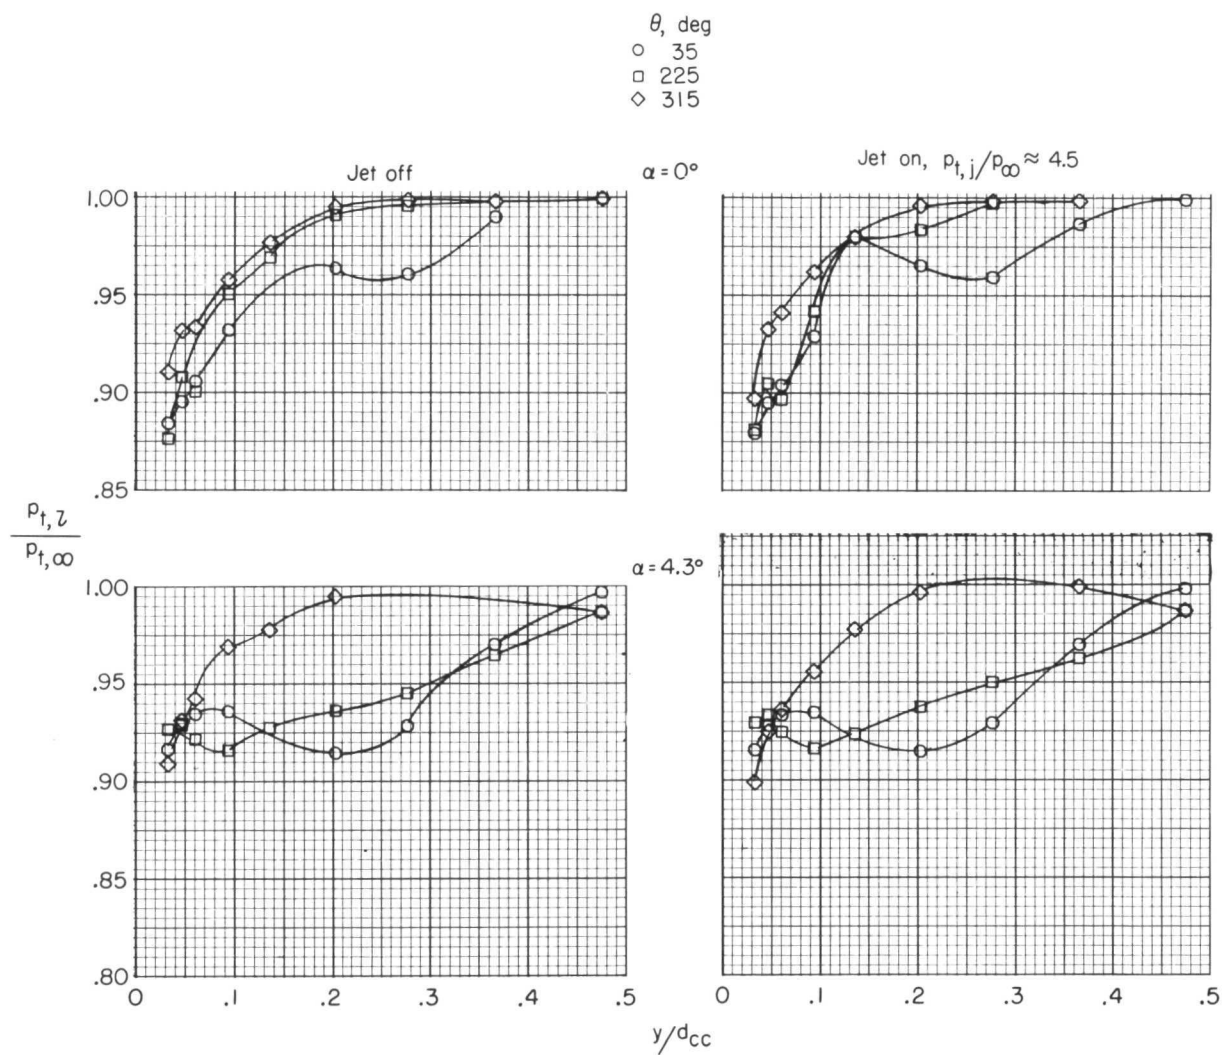 θ, deg
○ 35
□ 225
◇ 315
Jet off
α = 0°
Jet on, p_t,j/p_∞ ≈ 4.5
1.00
.95
.90
.85
p_t,l
p_t,∞
α = 4.3°
1.00
.95
.90
.85
.80
0 .1 .2 .3 .4 .5
0 .1 .2 .3 .4 .5
y/d_cc